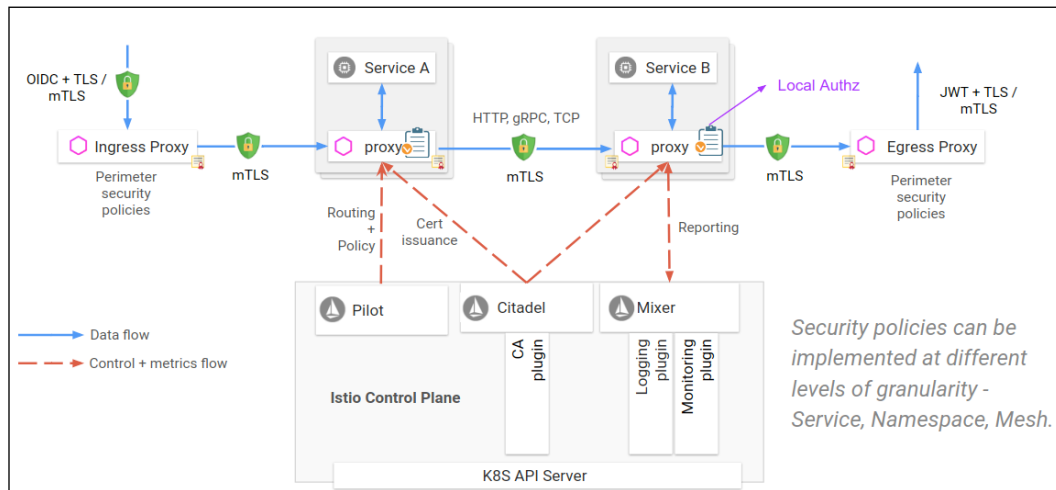 OIDC + TLS /
mTLS
Ingress Proxy
Perimeter
security
policies
mTLS
Service A
proxy
HTTP, gRPC, TCP
mTLS
Service B
proxy
Local Authz
mTLS
JWT + TLS /
mTLS
Egress Proxy
Perimeter
security
policies
Routing
+
Policy
Cert
issuance
Reporting
Pilot
Citadel
Mixer
CA
plugin
Logging
plugin
Monitoring
plugin
Data flow
Control + metrics flow
Istio Control Plane
K8S API Server
Security policies can be
implemented at different
levels of granularity -
Service, Namespace, Mesh.